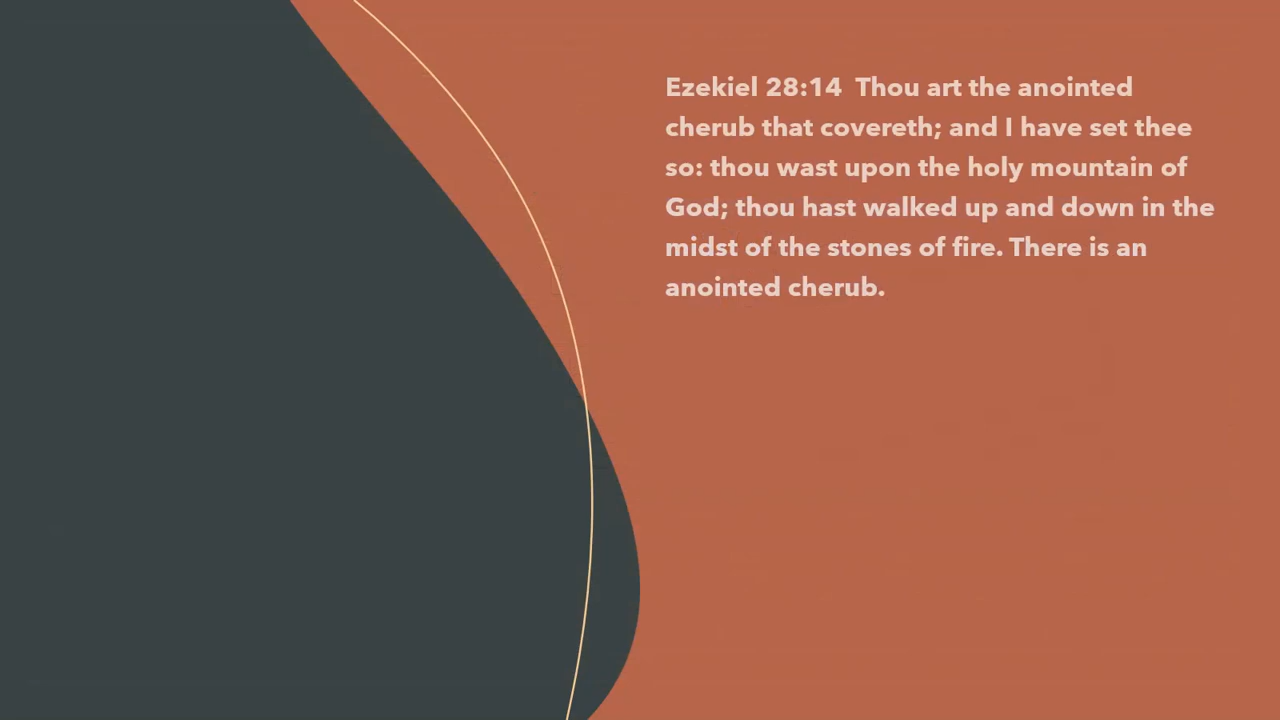 Ezekiel 28:14  Thou art the anointed
cherub that covereth; and I have set thee
so: thou wast upon the holy mountain of
God; thou hast walked up and down in the
midst of the stones of fire. There is an
anointed cherub.